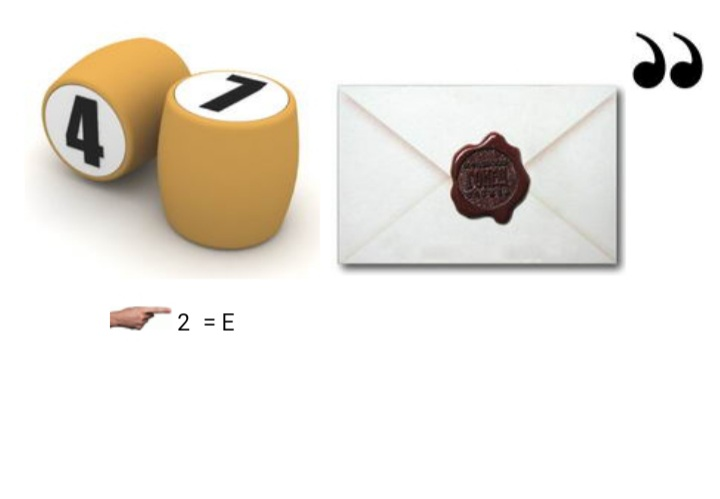 4 7
,,
2 = E